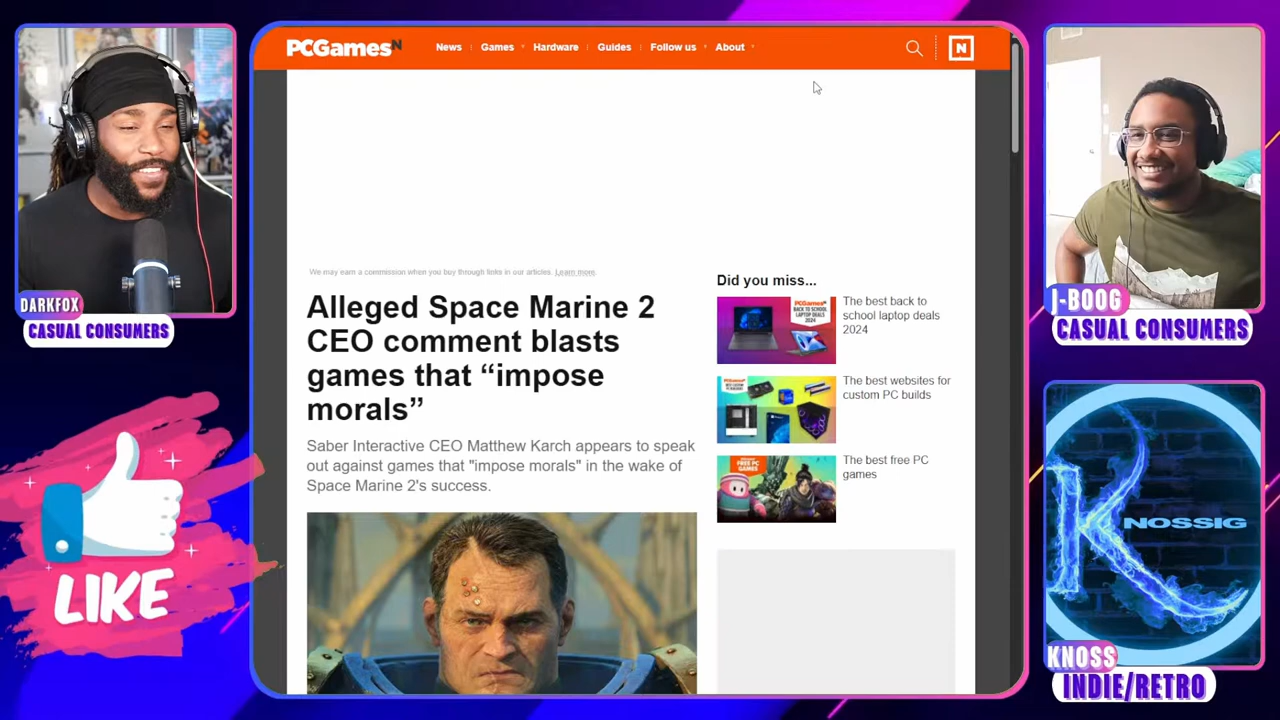 PCGamesN
News
Games
Hardware
Guides
Follow us
About
N
We may earn a commission when you buy through links in our articles. Learn more.
Alleged Space Marine 2
CEO comment blasts
games that “impose
morals”
Saber Interactive CEO Matthew Karch appears to speak
out against games that "impose morals" in the wake of
Space Marine 2's success.
Did you miss...
The best back to
school laptop deals
2024
The best websites for
custom PC builds
The best free PC
games
DARKFOX
CASUAL CONSUMERS
LIKE
J-BOOG
CASUAL CONSUMERS
K
NOSSIG
KNOSS
INDIE/RETRO